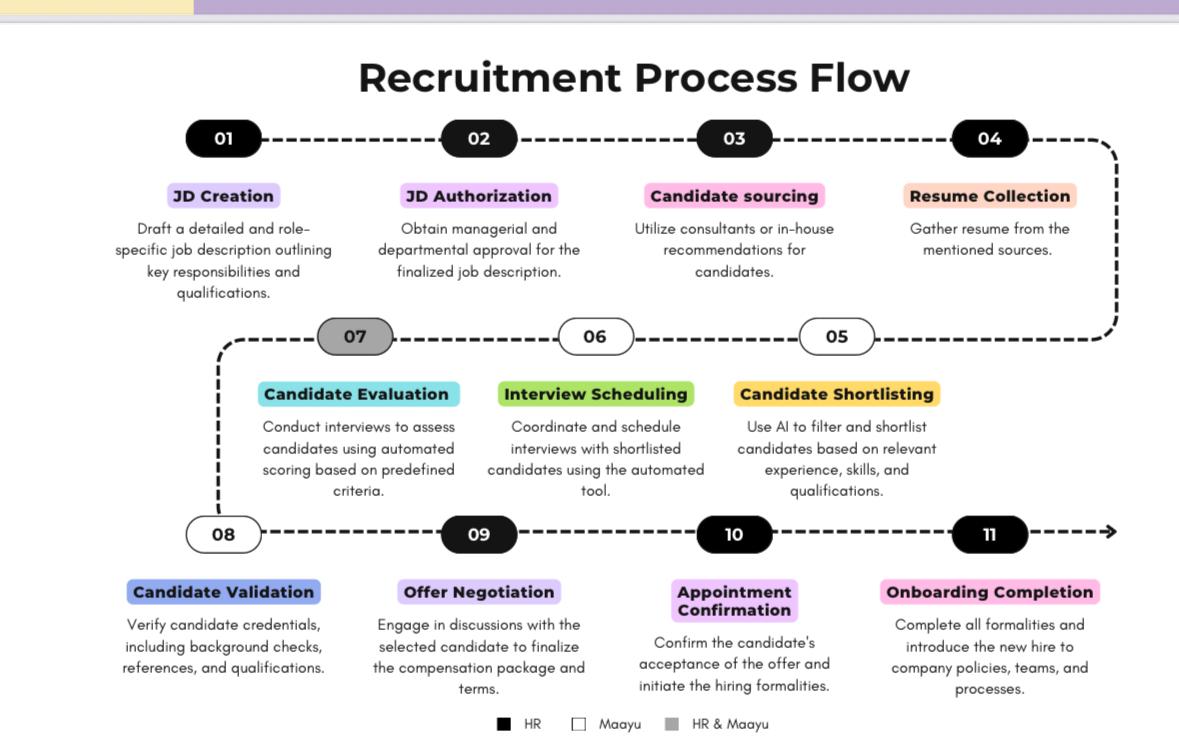 Recruitment Process Flow
01
02
03
04
JD Creation
Draft a detailed and role-
specific job description outlining
key responsibilities and
qualifications.
JD Authorization
Obtain managerial and
departmental approval for the
finalized job description.
Candidate sourcing
Utilize consultants or in-house
recommendations for
candidates.
Resume Collection
Gather resume from the
mentioned sources.
07
06
05
Candidate Evaluation
Conduct interviews to assess
candidates using automated
scoring based on predefined
criteria.
Interview Scheduling
Coordinate and schedule
interviews with shortlisted
candidates using the automated
tool.
Candidate Shortlisting
Use AI to filter and shortlist
candidates based on relevant
experience, skills, and
qualifications.
08
09
10
11
Candidate Validation
Verify candidate credentials,
including background checks,
references, and qualifications.
Offer Negotiation
Engage in discussions with the
selected candidate to finalize
the compensation package and
terms.
Appointment
Confirmation
Confirm the candidate's
acceptance of the offer and
initiate the hiring formalities.
Onboarding Completion
Complete all formalities and
introduce the new hire to
company policies, teams, and
processes.
HR
Maayu
HR & Maayu